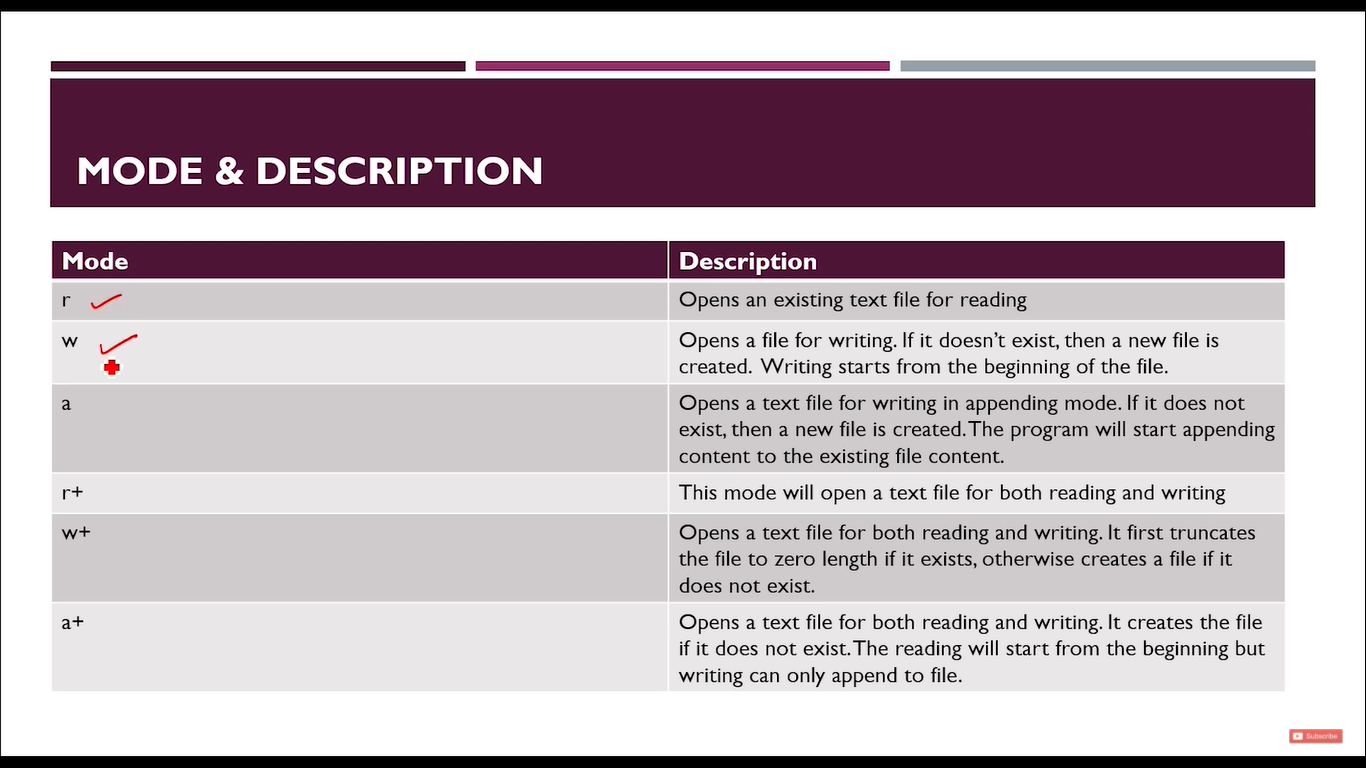 MODE & DESCRIPTION
Mode
Description
r
Opens an existing text file for reading
w
Opens a file for writing. If it doesn't exist, then a new file is
created. Writing starts from the beginning of the file.
a
Opens a text file for writing in appending mode. If it does not
exist, then a new file is created. The program will start appending
content to the existing file content.
r+
This mode will open a text file for both reading and writing
w+
Opens a text file for both reading and writing. It first truncates
the file to zero length if it exists, otherwise creates a file if it
does not exist.
a+
Opens a text file for both reading and writing. It creates the file
if it does not exist. The reading will start from the beginning but
writing can only append to file.
Subscribe